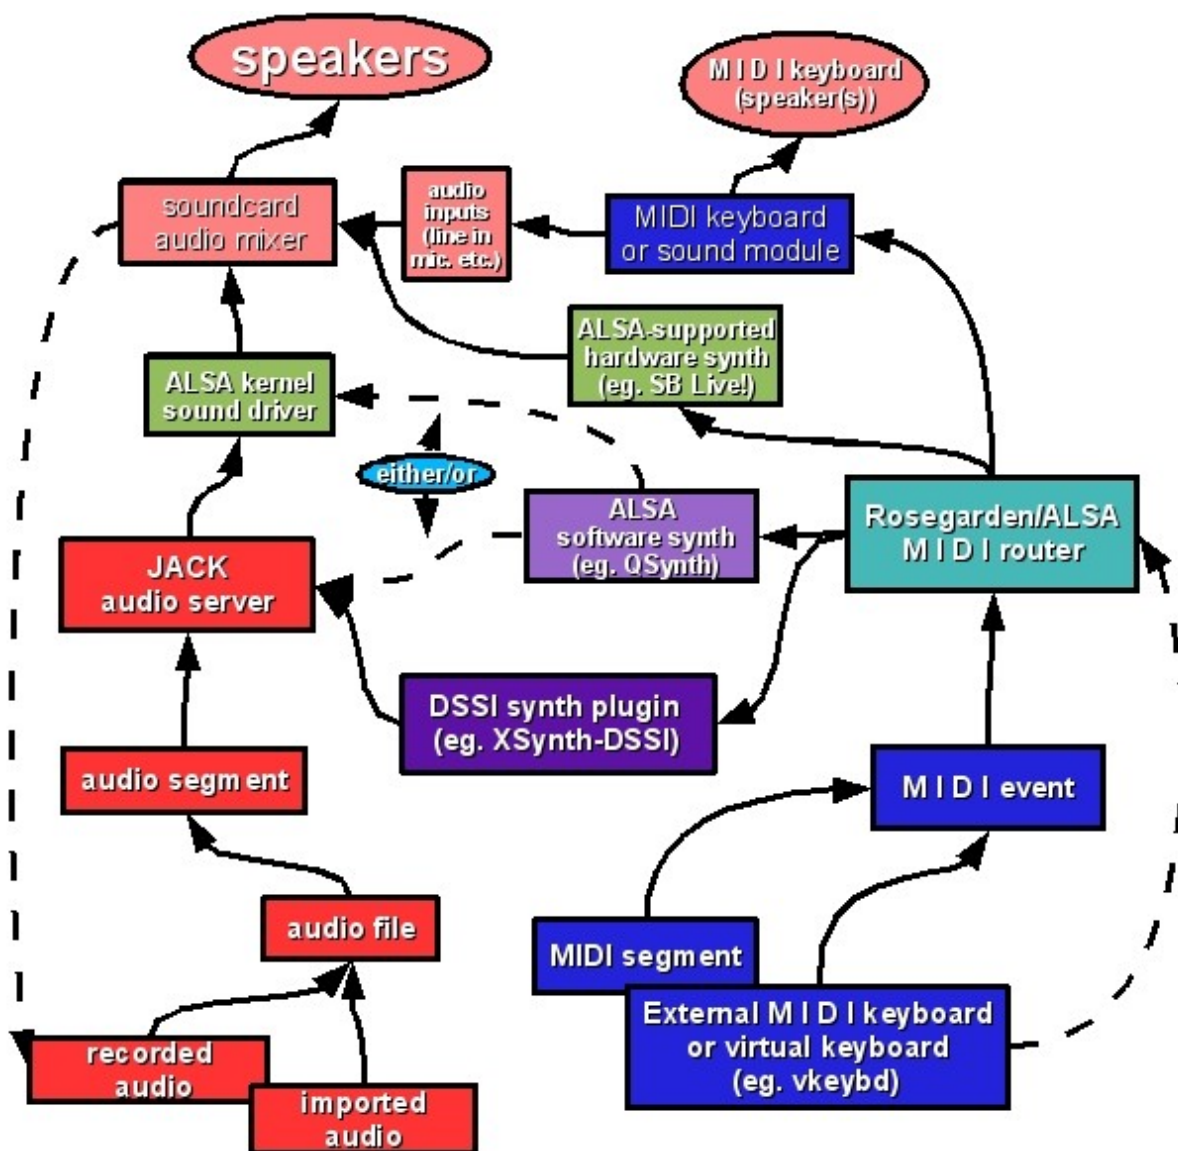 speakers
M I D I keyboard
(speaker(s))
soundcard
audio mixer
audio
inputs
(line in
mic. etc.)
MIDI keyboard
or sound module
ALSA-supported
hardware synth
(eg. SB Live!)
ALSA kernel
sound driver
either/or
ALSA
software synth
(eg. QSynth)
Rosegarden/ALSA
M I D I router
JACK
audio server
DSSI synth plugin
(eg. XSynth-DSSI)
audio segment
M I D I event
audio file
MIDI segment
External M I D I keyboard
or virtual keyboard
(eg. vkeybd)
recorded
audio
imported
audio